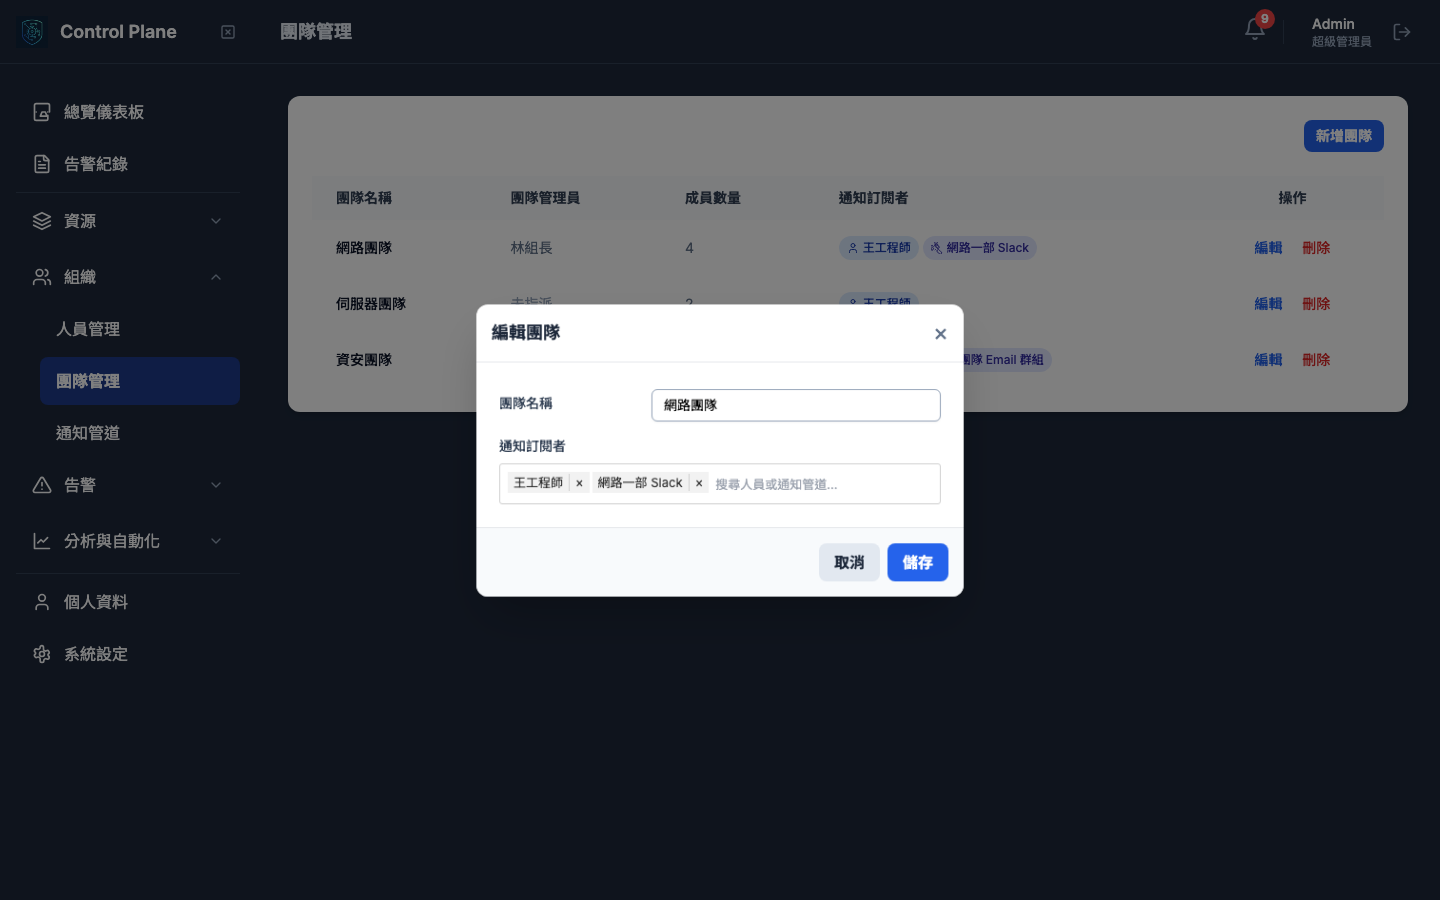 Control Plane
團隊管理
9
Admin
超級管理員
總覽儀表板
告警紀錄
資源
組織
人員管理
團隊管理
通知管道
告警
分析與自動化
個人資料
系統設定
新增團隊
團隊名稱 團隊管理員 成員數量 通知訂閱者 操作
網路團隊 林組長 4 王工程師 網路一部 Slack 編輯 刪除
伺服器團隊 未指派 2 王工程師 編輯 刪除
資安團隊 團隊 Email 群組 編輯 刪除
編輯團隊 ×
團隊名稱 網路團隊
通知訂閱者
王工程師 × 網路一部 Slack × 搜尋人員或通知管道...
取消 儲存